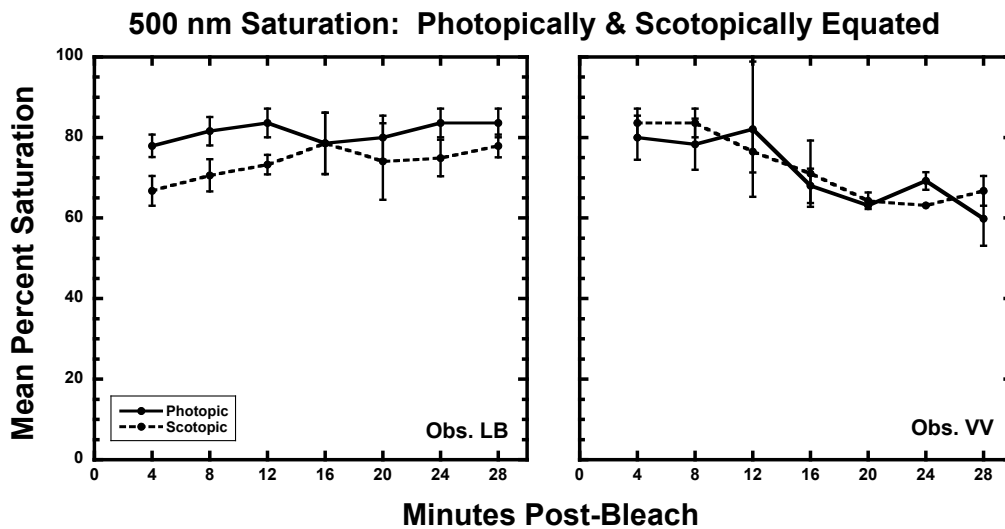 500 nm Saturation: Photopically & Scotopically Equated
Mean Percent Saturation
100
80
60
40
20
0
Photopic
Scotopic
Obs. LB
Obs. VV
0 4 8 12 16 20 24 28
0 4 8 12 16 20 24 28
Minutes Post-Bleach